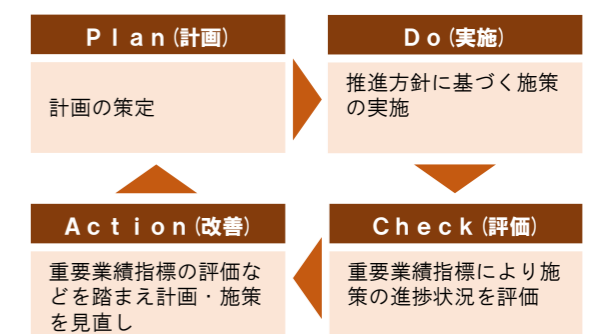 Ｐｌａｎ(計画)
計画の策定
Ｄｏ(実施)
推進方針に基づく施策
の実施
Ｃｈｅｃｋ(評価)
重要業績指標により施
策の進捗状況を評価
Ａｃｔｉｏｎ(改善)
重要業績指標の評価な
どを踏まえ計画・施策
を見直し